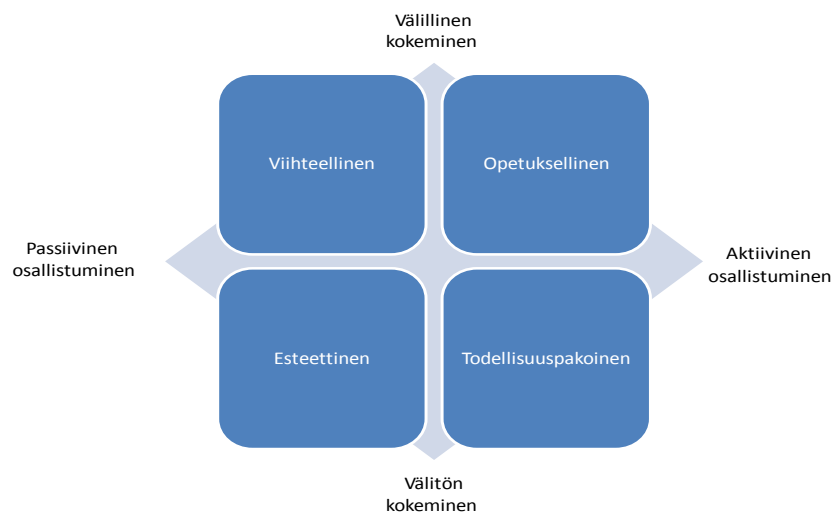 Välillinen
kokeminen
Viihteellinen
Opetuksellinen
Passiivinen
osallistuminen
Aktiivinen
osallistuminen
Esteettinen
Todellisuuspakoinen
Välitön
kokeminen